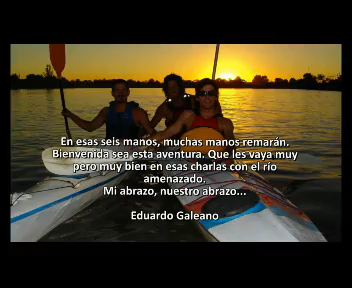 En esas seis manos, muchas manos remarán.
Bienvenida sea esta aventura. Que les vaya muy
pero muy bien en esas charlas con el río
amenazado.
Mi abrazo, nuestro abrazo...
Eduardo Galeano